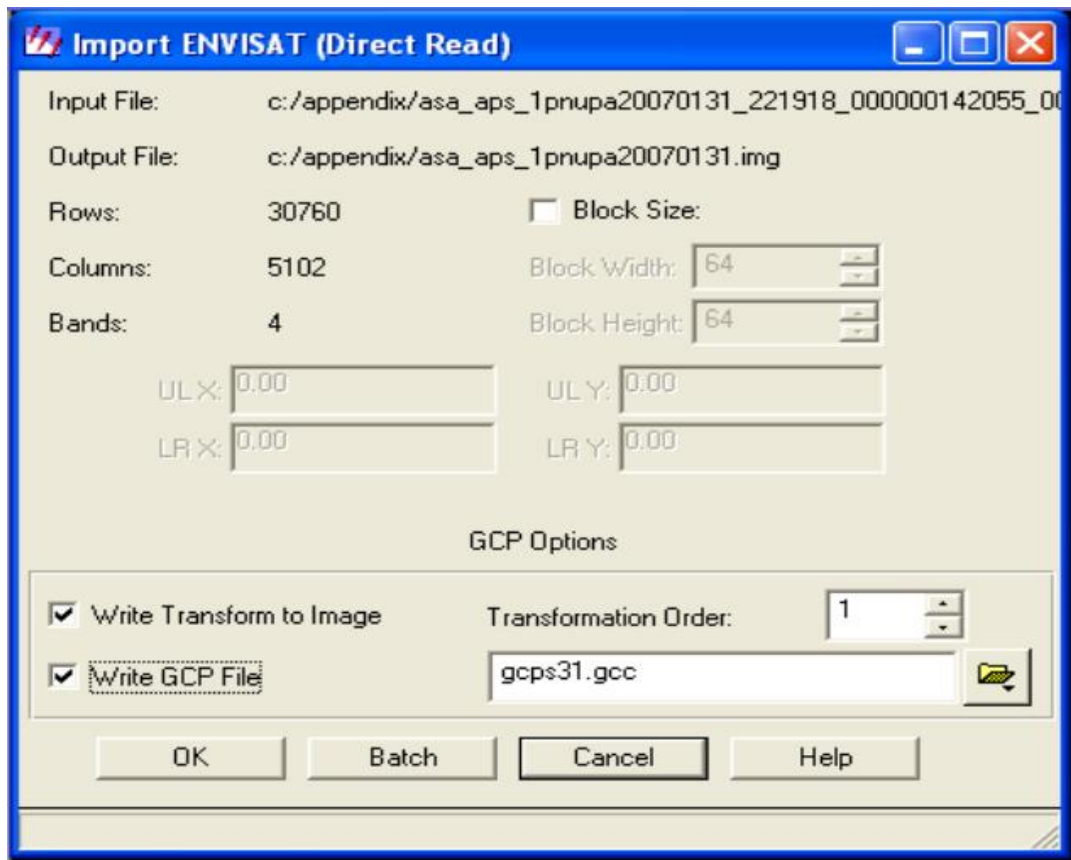 Import ENVISAT (Direct Read)
Input File: c:/appendix/asa_aps_1pnupa20070131_221918_000000142055_00
Output File: c:/appendix/asa_aps_1pnupa20070131.img
Rows: 30760 Block Size:
Columns: 5102 Block Width: 64
Bands: 4 Block Height: 64
UL X: 0.00 UL Y: 0.00
LR X: 0.00 LR Y: 0.00
GCP Options
Write Transform to Image Transformation Order: 1
Write GCP File gcps31.gcc
OK Batch Cancel Help